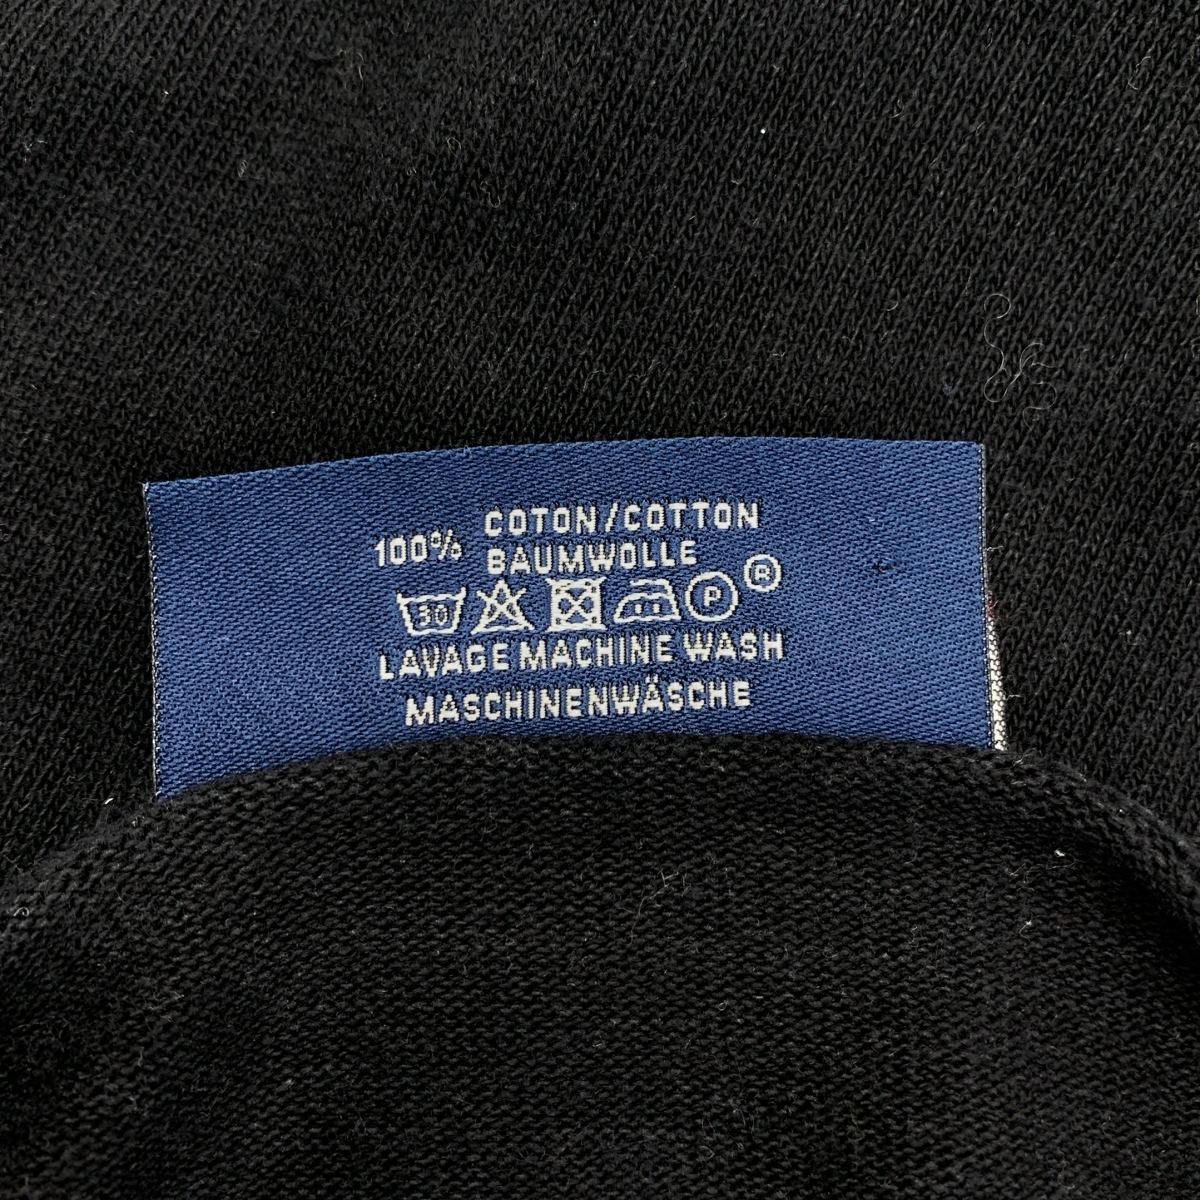 100% COTON/COTTON
BAUMWOLLE
30 P ®
LAVAGE MACHINE WASH
MASCHINENWÄSCHE